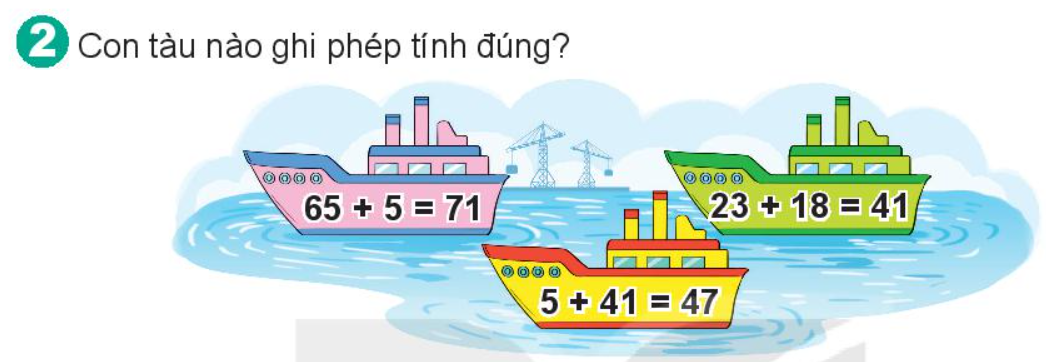 2 Con tàu nào ghi phép tính đúng?
65 + 5 = 71
23 + 18 = 41
5 + 41 = 47